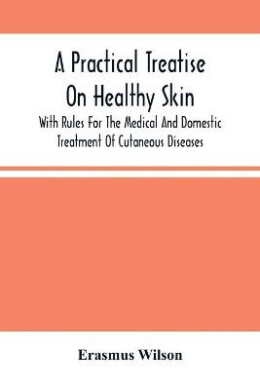 A Practical Treatise
On Healthy Skin
With Rules For The Medical And Domestic
Treatment Of Cutaneous Diseases
Erasmus Wilson